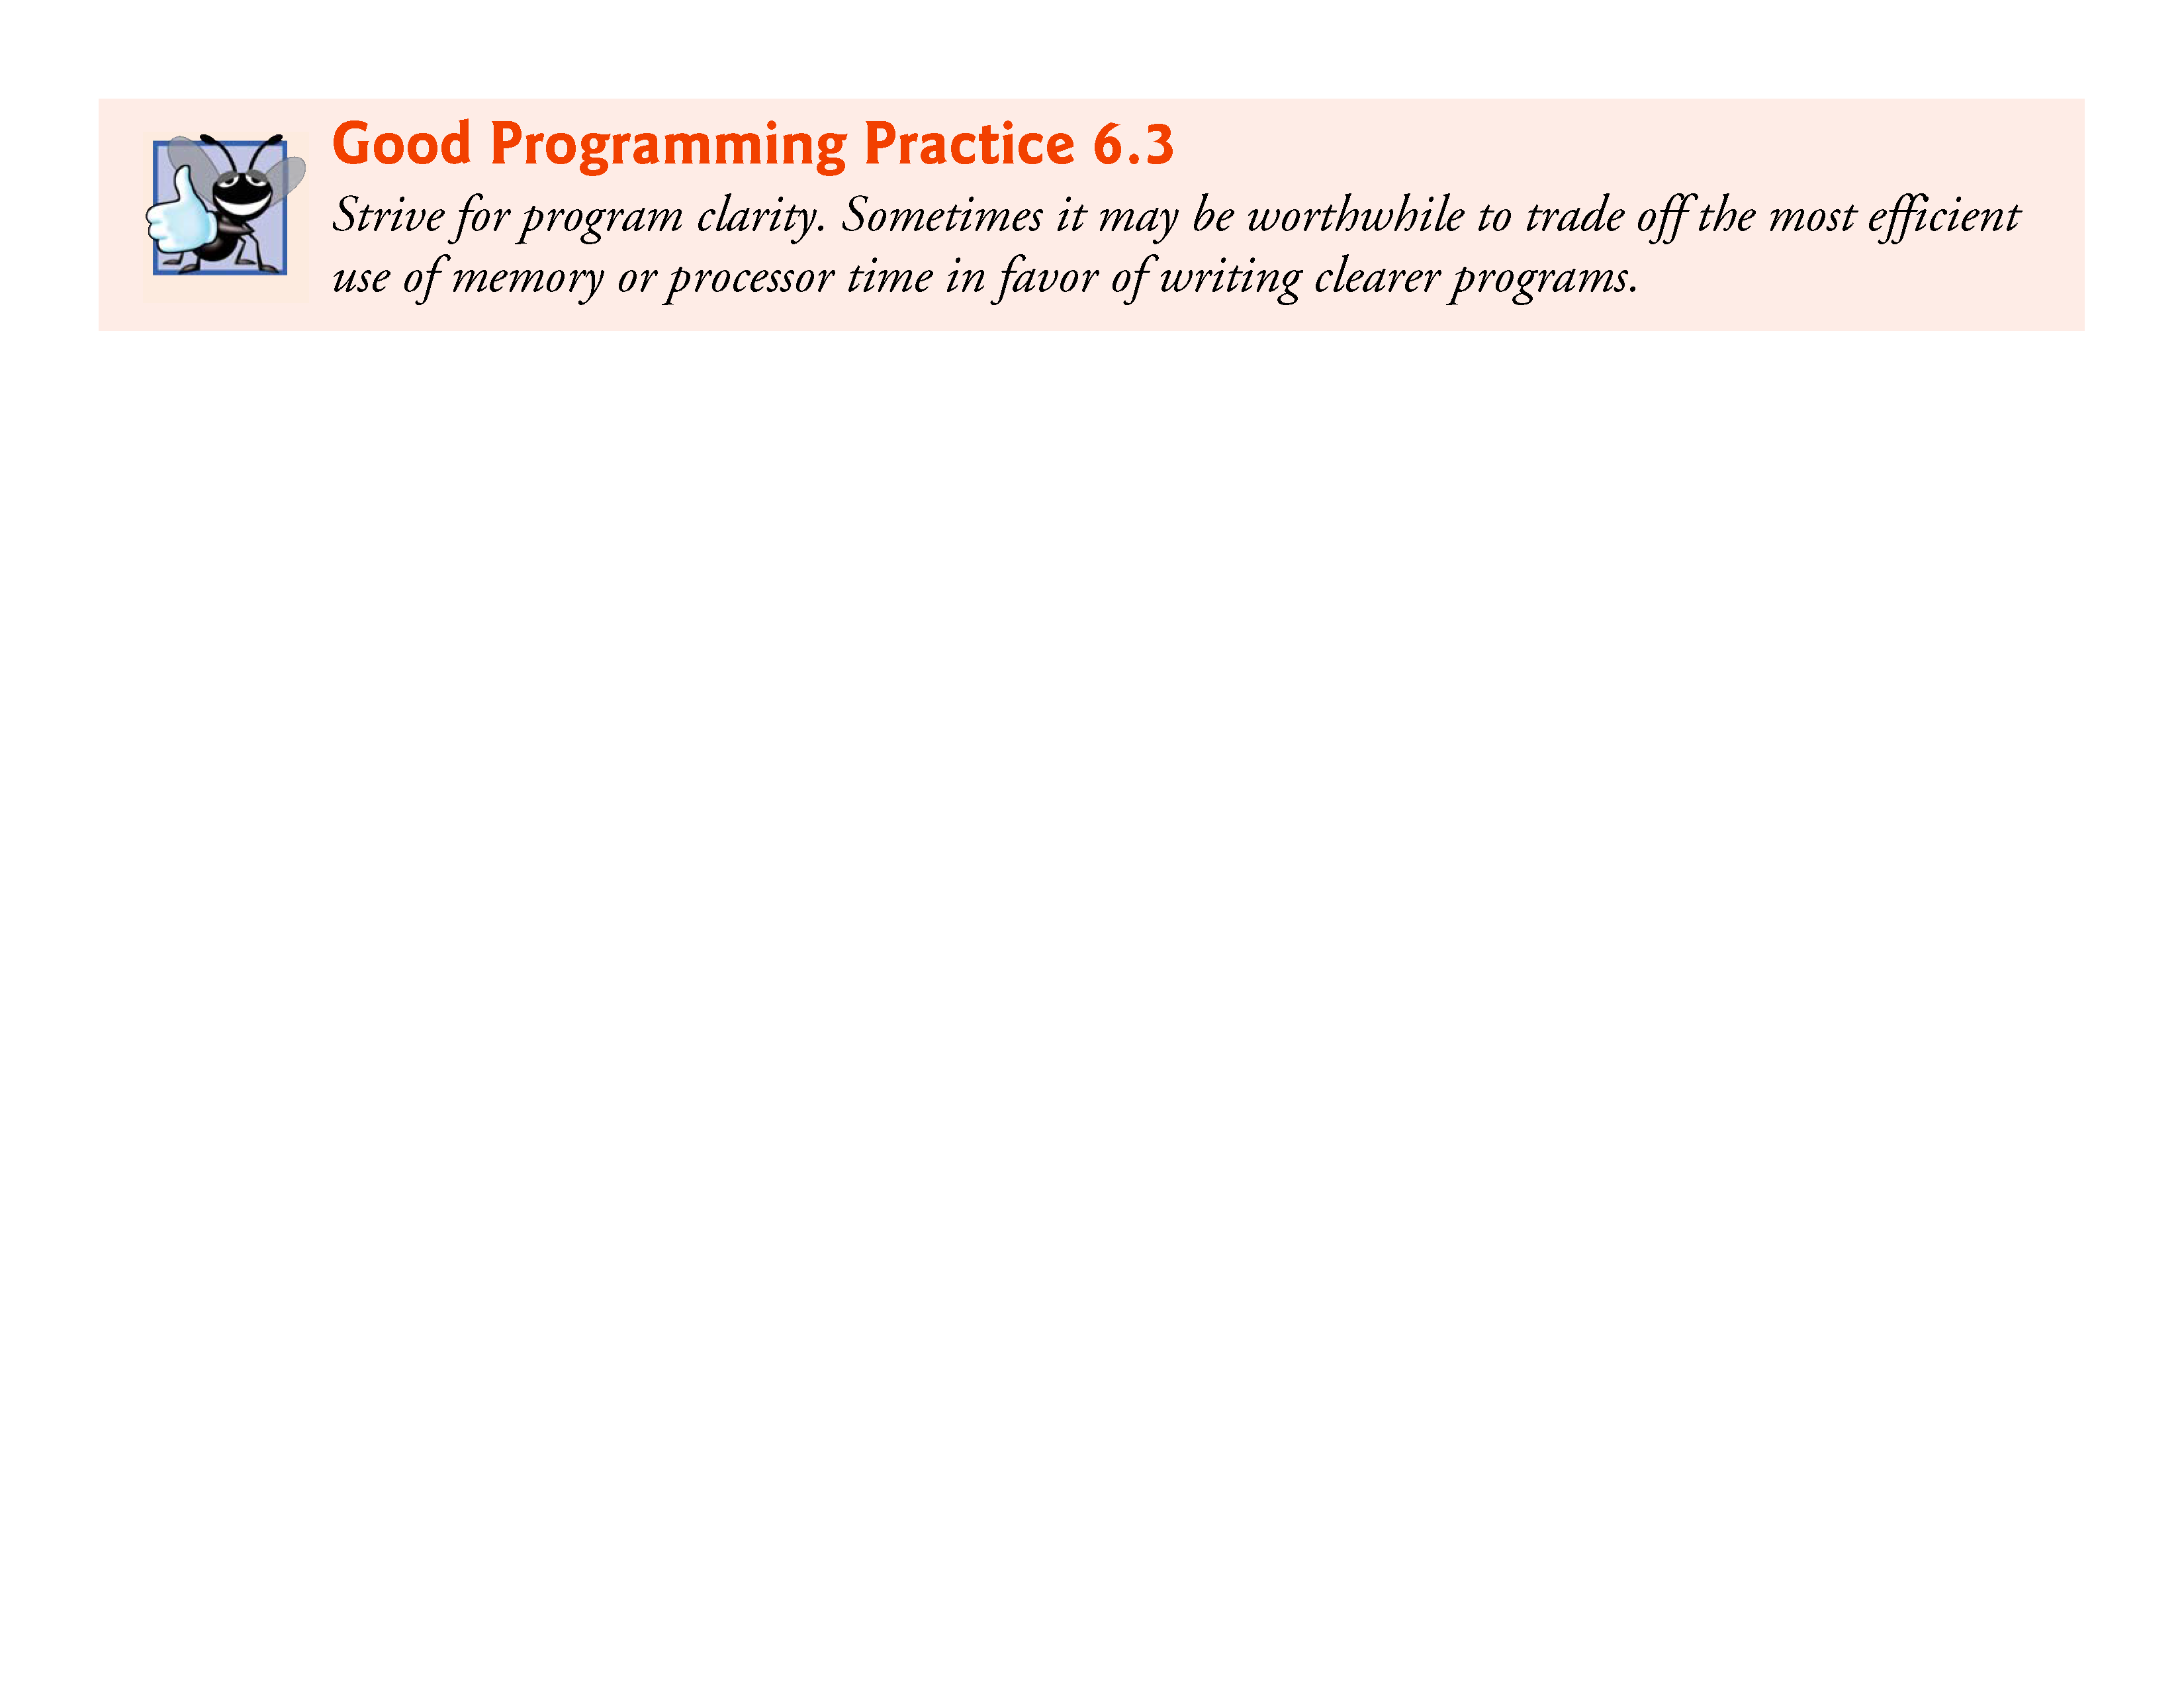 Good Programming Practice 6.3
Strive for program clarity. Sometimes it may be worthwhile to trade off the most efficient
use of memory or processor time in favor of writing clearer programs.